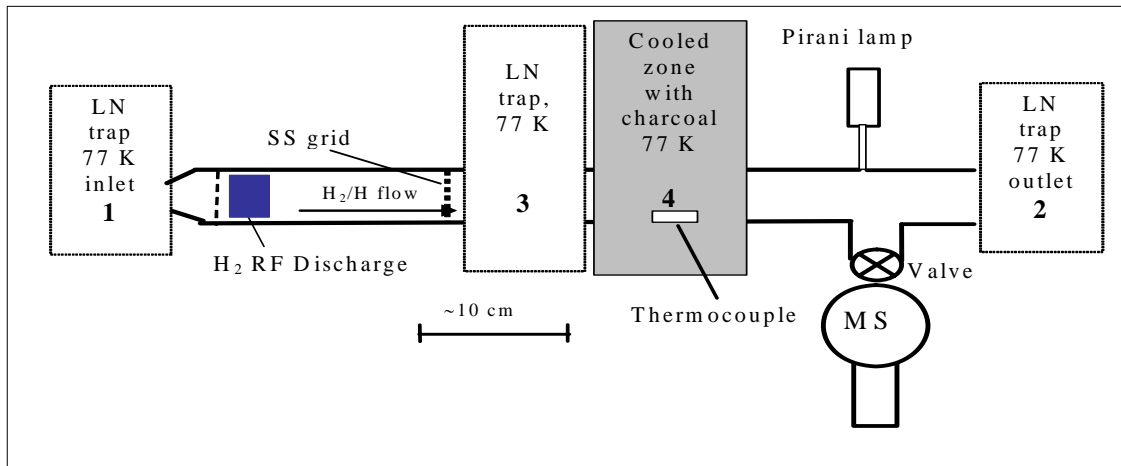 LN
trap
77 K
inlet
1
SS grid
H₂/H flow
H₂ RF Discharge
LN
trap,
77 K
3
~10 cm
Cooled
zone
with
charcoal
77 K
4
Thermocouple
Pirani lamp
Valve
MS
LN
trap
77 K
outlet
2